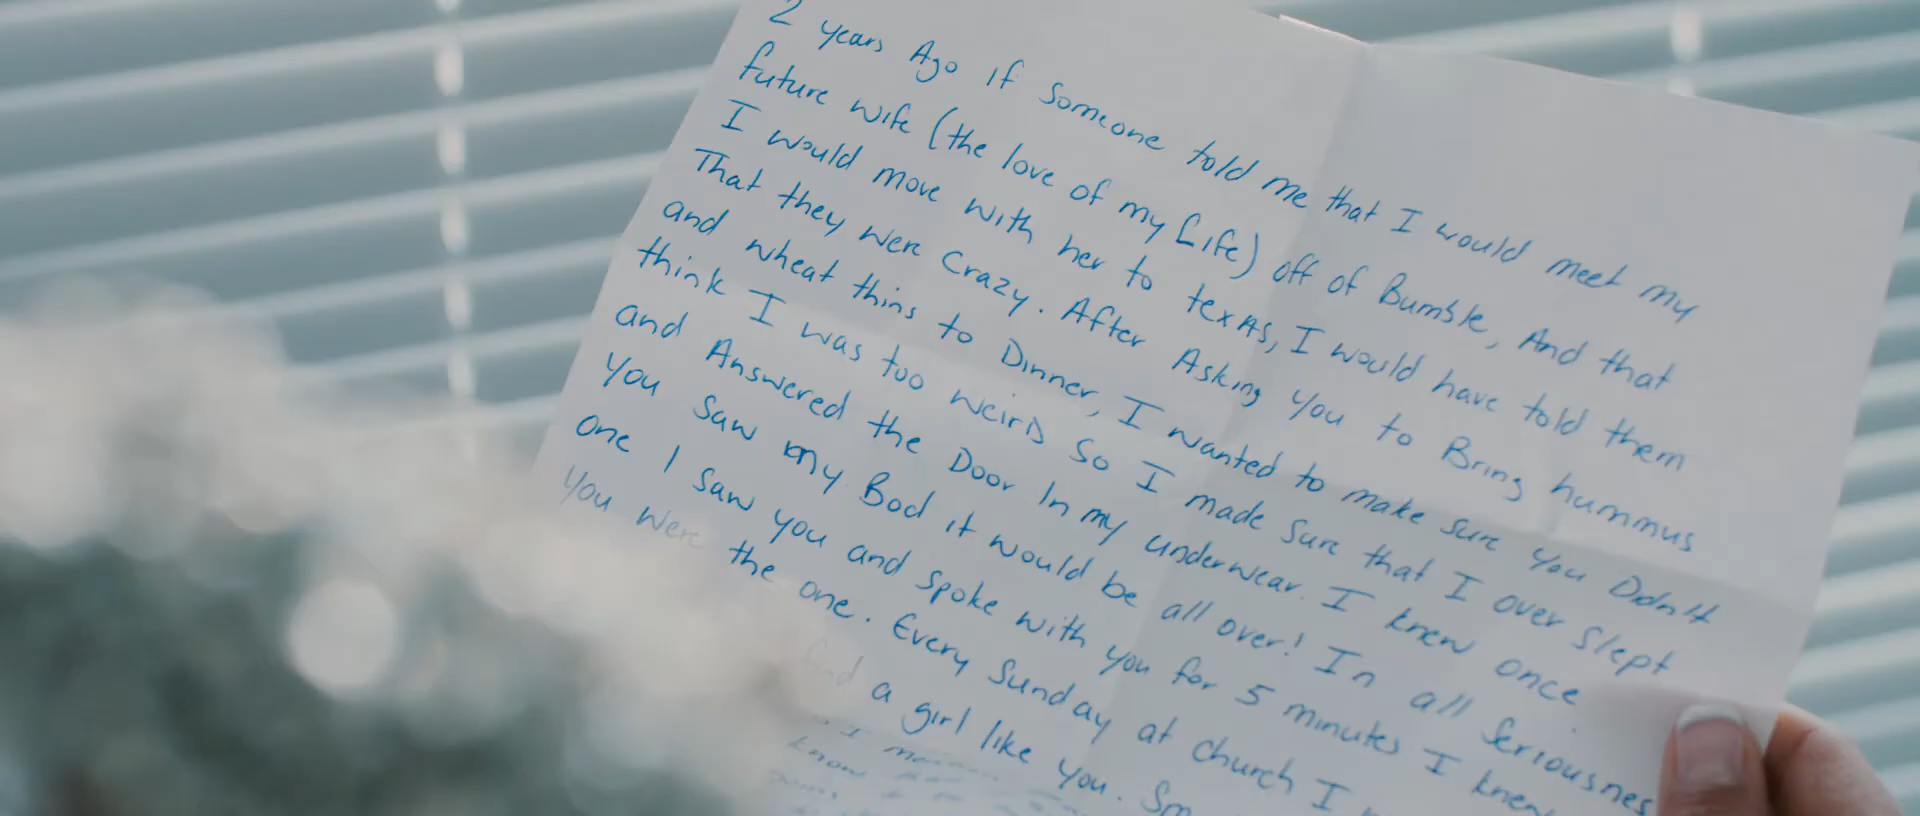 2 years Ago if Someone told me that I would meet my
future wife (the love of my Life) off of Bumble, And that
I would move with her to texas, I would have told them
That they were Crazy. After Asking you to Bring hummus
and wheat thins to Dinner, I wanted to make sure you Didn't
think I was too weird So I made Sure that I over Slept
and Answered the Door In my underwear. I knew once
you saw my Bod it would be all over! In all Seriousnes
one I saw you and spoke with you for 5 minutes I knew
you were the one. Every Sunday at church I
find a girl like you.